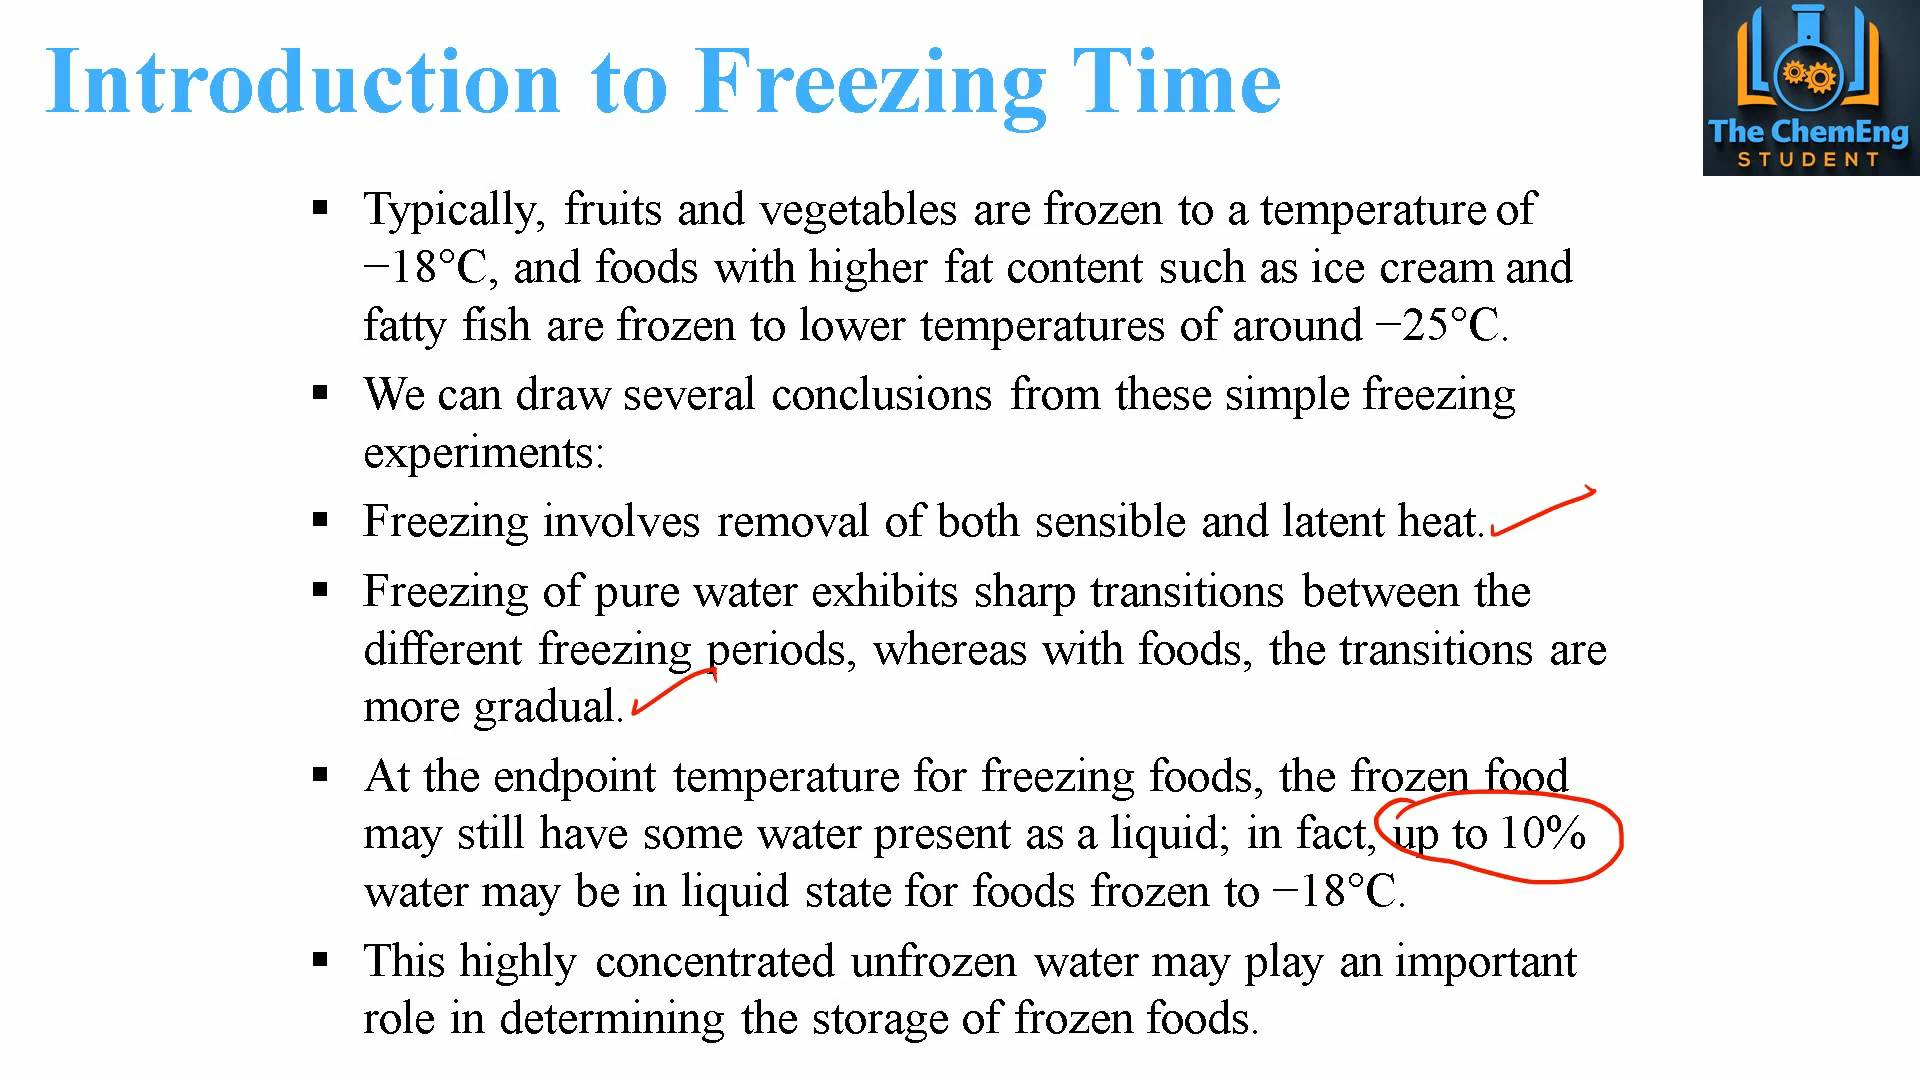 Introduction to Freezing Time
The ChemEng
STUDENT
▪ Typically, fruits and vegetables are frozen to a temperature of
−18°C, and foods with higher fat content such as ice cream and
fatty fish are frozen to lower temperatures of around −25°C.
▪ We can draw several conclusions from these simple freezing
experiments:
▪ Freezing involves removal of both sensible and latent heat.
▪ Freezing of pure water exhibits sharp transitions between the
different freezing periods, whereas with foods, the transitions are
more gradual.
▪ At the endpoint temperature for freezing foods, the frozen food
may still have some water present as a liquid; in fact, up to 10%
water may be in liquid state for foods frozen to −18°C.
▪ This highly concentrated unfrozen water may play an important
role in determining the storage of frozen foods.